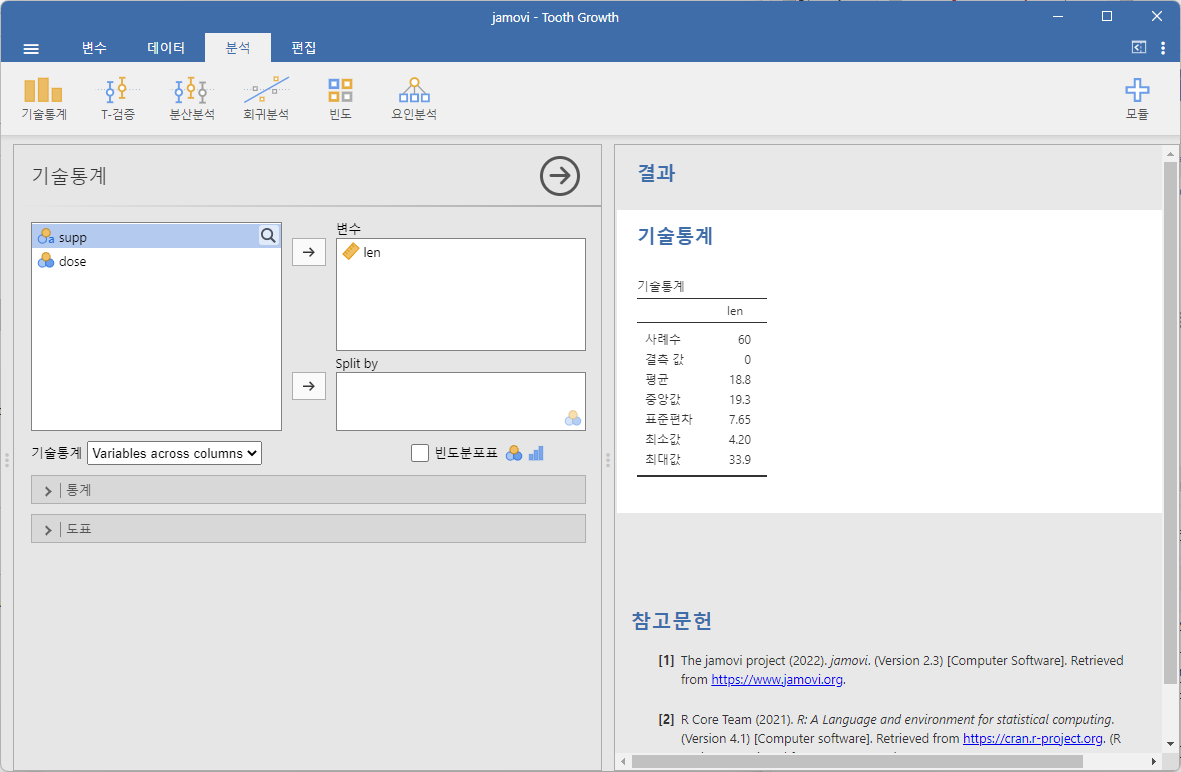 jamovi - Tooth Growth
변수 데이터 분석 편집
기술통계 T-검증 분산분석 회귀분석 빈도 요인분석 모듈
기술통계
supp
dose
변수
len
Split by
기술통계 Variables across columns 빈도분포표
통계
도표
결과
기술통계
기술통계
len
사례수 60
결측 값 0
평균 18.8
중앙값 19.3
표준편차 7.65
최소값 4.20
최대값 33.9
참고문헌
[1] The jamovi project (2022). jamovi. (Version 2.3) [Computer Software]. Retrieved
from https://www.jamovi.org.
[2] R Core Team (2021). R: A Language and environment for statistical computing.
(Version 4.1) [Computer software]. Retrieved from https://cran.r-project.org. (R